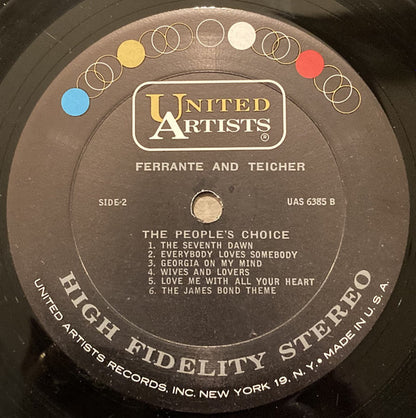 UNITED
ARTISTS
®
FERRANTE AND TEICHER
SIDE-2
UAS 6385 B
THE PEOPLE'S CHOICE
1. THE SEVENTH DAWN
2. EVERYBODY LOVES SOMEBODY
3. GEORGIA ON MY MIND
4. WIVES AND LOVERS
5. LOVE ME WITH ALL YOUR HEART
6. THE JAMES BOND THEME
HIGH FIDELITY STEREO
UNITED ARTISTS RECORDS, INC. NEW YORK 19, N.Y. • MADE IN U.S.A.